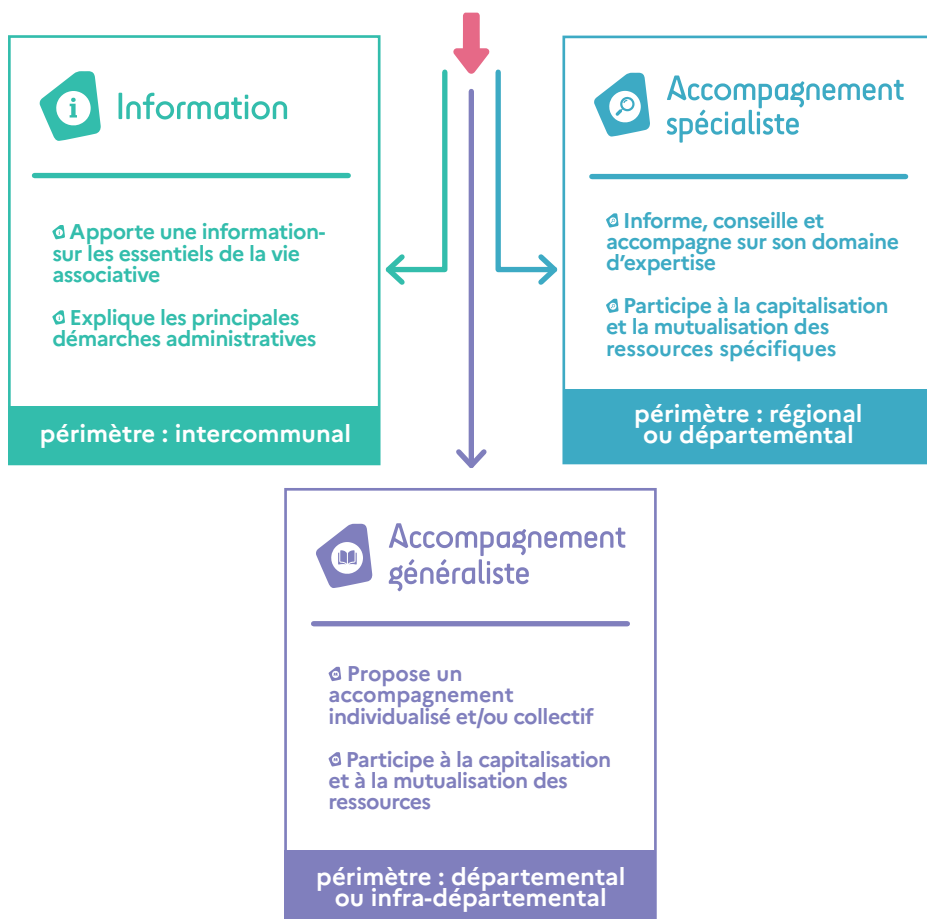 Information
Apporte une information-
sur les essentiels de la vie
associative
Explique les principales
démarches administratives
périmètre : intercommunal
Accompagnement
spécialiste
Informe, conseille et
accompagne sur son domaine
d'expertise
Participe à la capitalisation
et la mutualisation des
ressources spécifiques
périmètre : régional
ou départemental
Accompagnement
généraliste
Propose un
accompagnement
individualisé et/ou collectif
Participe à la capitalisation
et à la mutualisation des
ressources
périmètre : départemental
ou infra-départemental